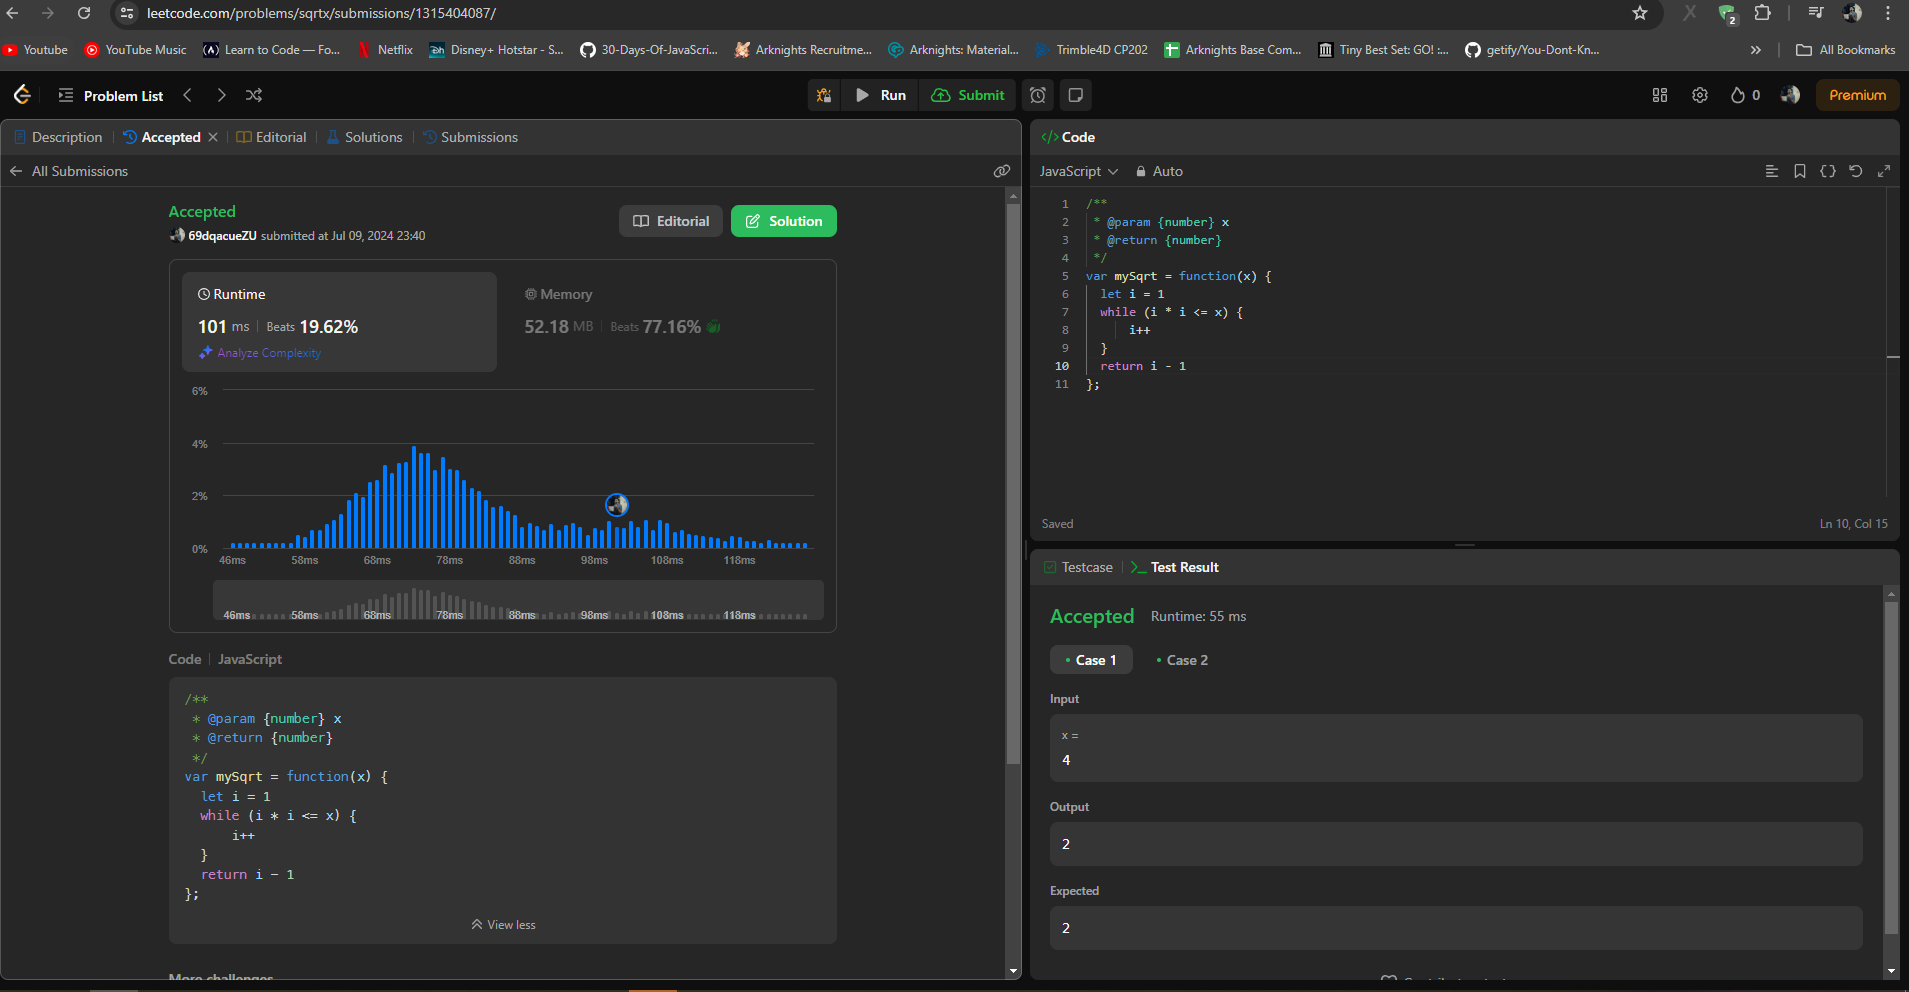 leetcode.com/problems/sqrtx/submissions/1315404087/
2
Youtube
YouTube Music
Learn to Code — Fo...
Netflix
Disney+ Hotstar - S...
30-Days-Of-JavaScri...
Arknights Recruitme...
Arknights: Material...
Trimble4D CP202
Arknights Base Com...
Tiny Best Set: GO! :...
getify/You-Dont-Kn...
All Bookmarks
Problem List
Run
Submit
0
Premium
Description
Accepted
Editorial
Solutions
Submissions
All Submissions
Accepted
69dqacueZU submitted at Jul 09, 2024 23:40
Editorial
Solution
Runtime
101 ms | Beats 19.62%
Analyze Complexity
Memory
52.18 MB | Beats 77.16%
6%
4%
2%
0%
46ms 58ms 68ms 78ms 88ms 98ms 108ms 118ms
46ms 58ms 68ms 78ms 88ms 98ms 108ms 118ms
Code | JavaScript
/**
* @param {number} x
* @return {number}
*/
var mySqrt = function(x) {
let i = 1
while (i * i <= x) {
i++
}
return i - 1
};
View less
More challenges
</> Code
JavaScript
Auto
1 /**
2 * @param {number} x
3 * @return {number}
4 */
5 var mySqrt = function(x) {
6 let i = 1
7 while (i * i <= x) {
8 i++
9 }
10 return i - 1
11 };
Saved
Ln 10, Col 15
Testcase
Test Result
Accepted Runtime: 55 ms
• Case 1
• Case 2
Input
x =
4
Output
2
Expected
2